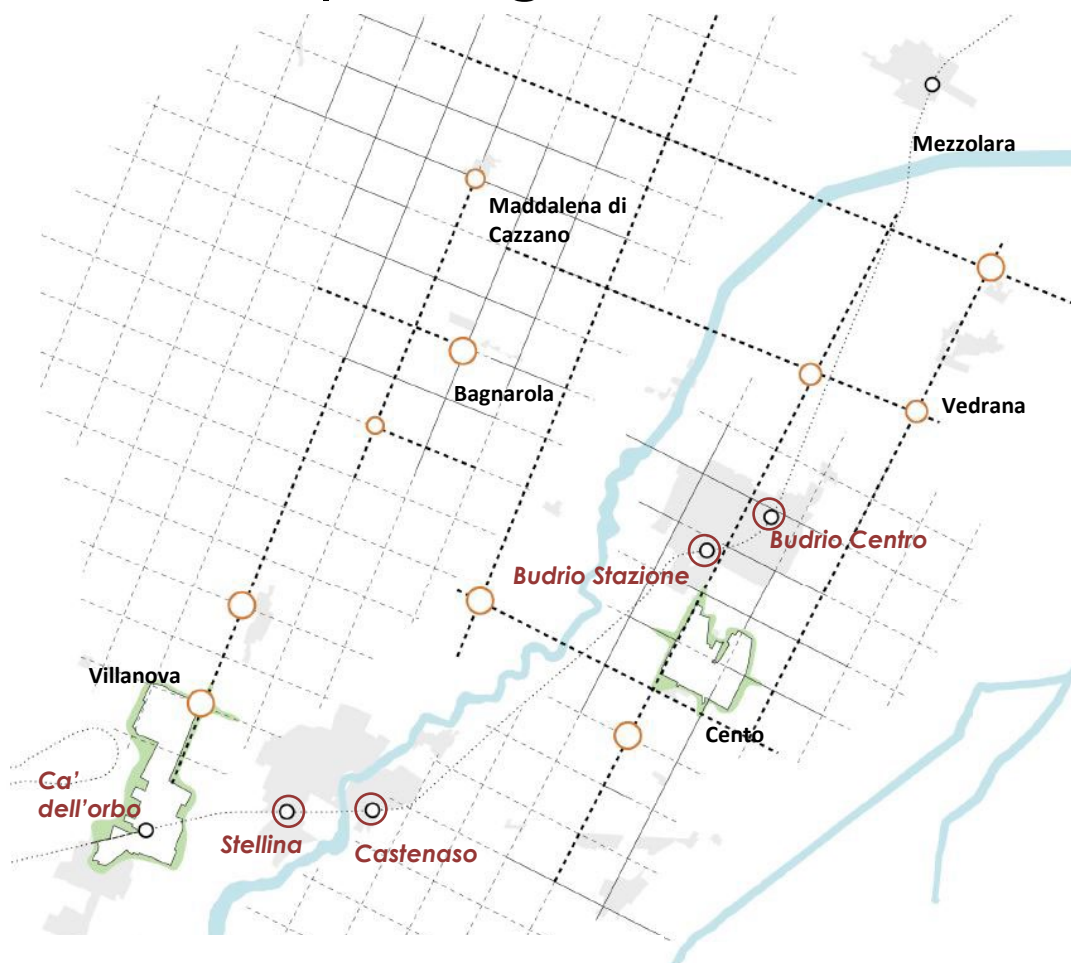 Mezzolara
Maddalena di
Cazzano
Bagnarola
Vedrana
Budrio Centro
Budrio Stazione
Villanova
Cento
Ca'
dell'orbo
Stellina
Castenaso